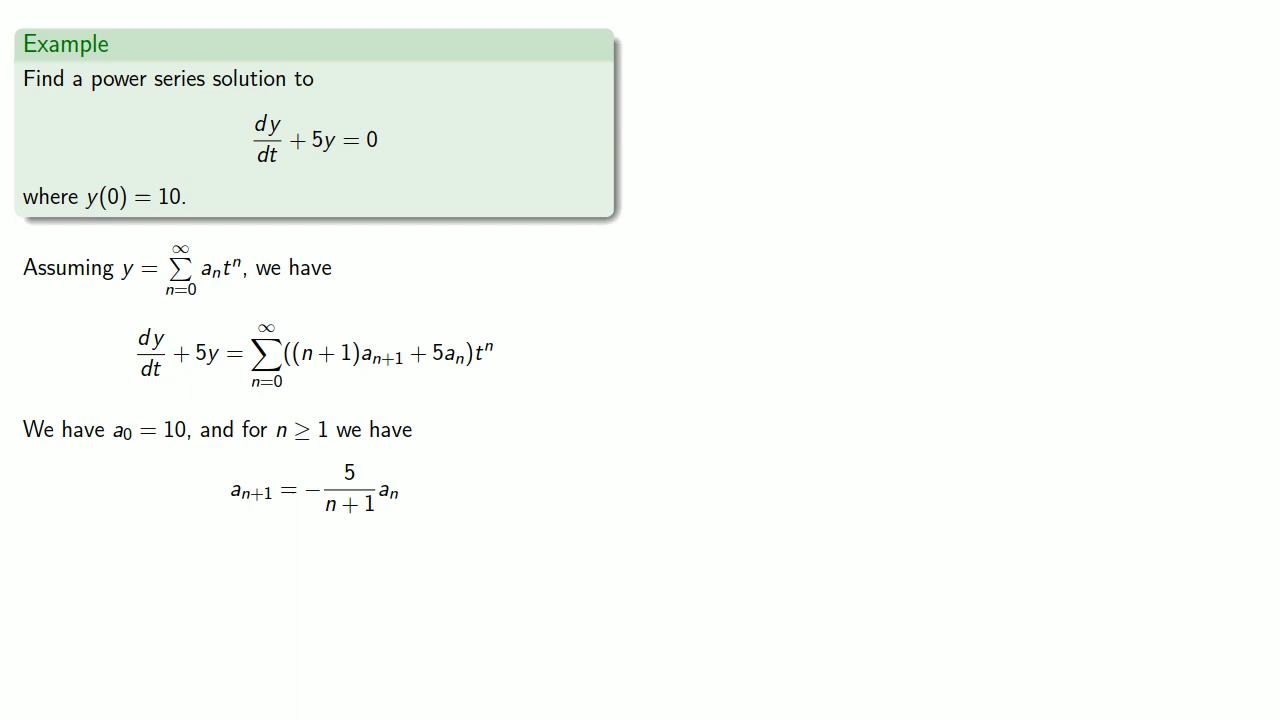 Example
Find a power series solution to
dy/dt + 5y = 0
where y(0) = 10.
Assuming y = ∑_{n=0}^{∞} a_n t^n, we have
dy/dt + 5y = ∑_{n=0}^{∞} ((n + 1)a_{n+1} + 5a_n)t^n
We have a_0 = 10, and for n ≥ 1 we have
a_{n+1} = −5/(n + 1) a_n